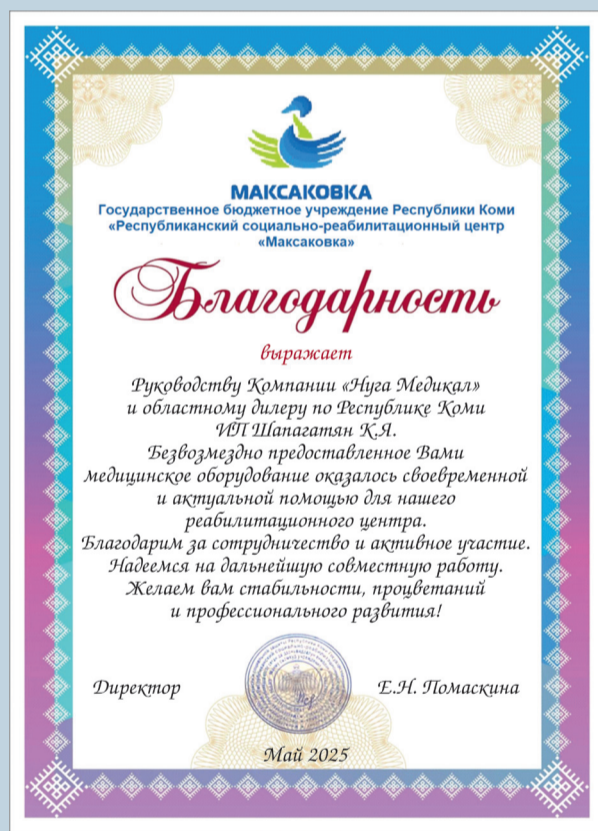 МАКСАКОВКА
Государственное бюджетное учреждение Республики Коми
«Республиканский социально-реабилитационный центр
«Максаковка»
Благодарность
выражает
Руководству Компании «Нуга Медикал»
и областному дилеру по Республике Коми
ИП Шапагатян К.Я.
Безвозмездно предоставленное Вами
медицинское оборудование оказалось своевременной
и актуальной помощью для нашего
реабилитационного центра.
Благодарим за сотрудничество и активное участие.
Надеемся на дальнейшую совместную работу.
Желаем вам стабильности, процветаний
и профессионального развития!
Директор Е.Н. Помаскина
Май 2025